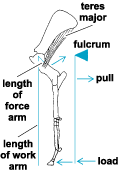 teres
major
fulcrum
pull
length
of
force
arm
length
of work
arm
load